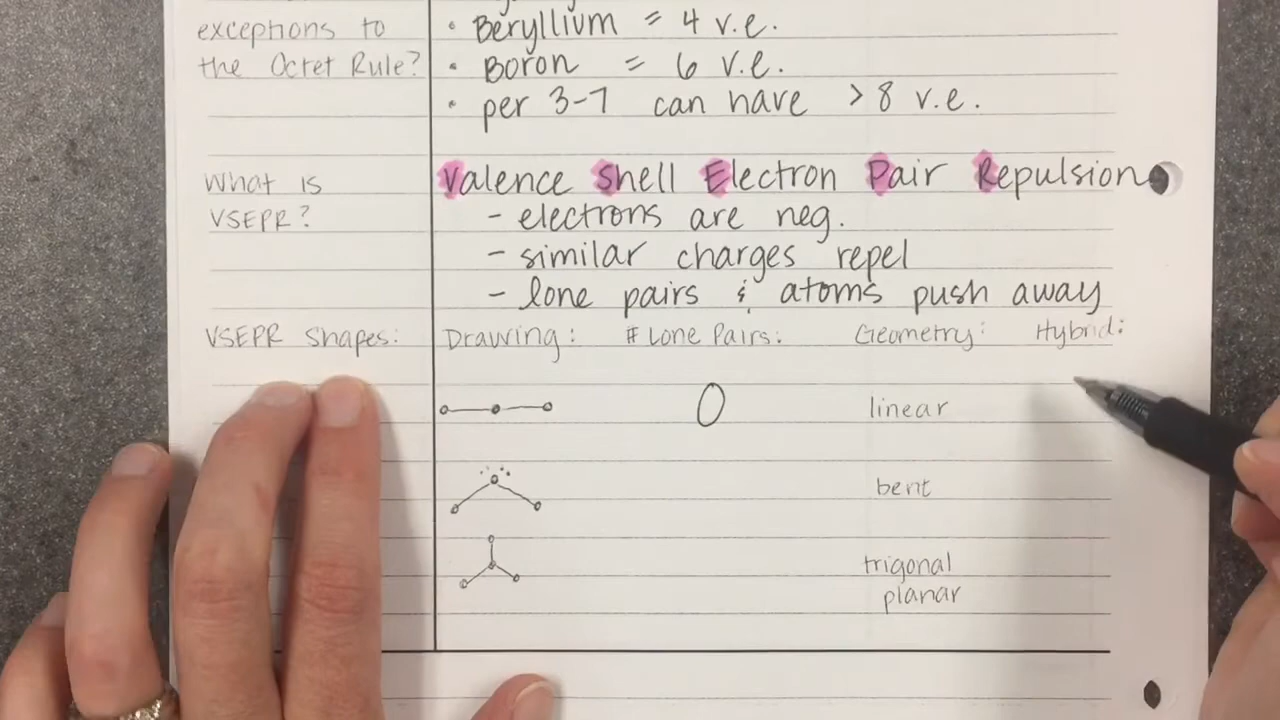 exceptions to
the Octet Rule?
• Beryllium = 4 v.e.
• Boron = 6 v.e.
• per 3-7 can have > 8 v.e.
What is
VSEPR?
Valence Shell Electron Pair Repulsion
- electrons are neg.
- similar charges repel
- lone pairs & atoms push away
VSEPR Shapes: Drawing: # Lone Pairs: Geometry: Hybrid:
0 linear
bent
trigonal
planar